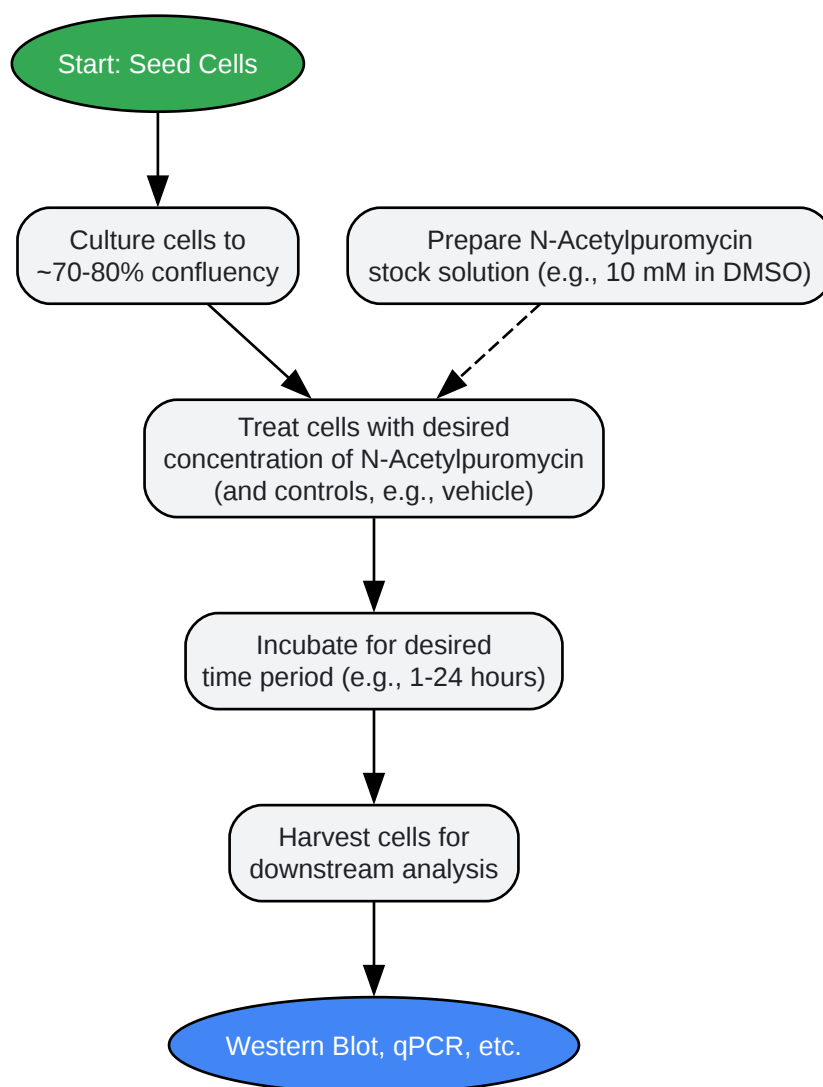 Start: Seed Cells
Culture cells to
~70-80% confluency
Prepare N-Acetylpuromycin
stock solution (e.g., 10 mM in DMSO)
Treat cells with desired
concentration of N-Acetylpuromycin
(and controls, e.g., vehicle)
Incubate for desired
time period (e.g., 1-24 hours)
Harvest cells for
downstream analysis
Western Blot, qPCR, etc.